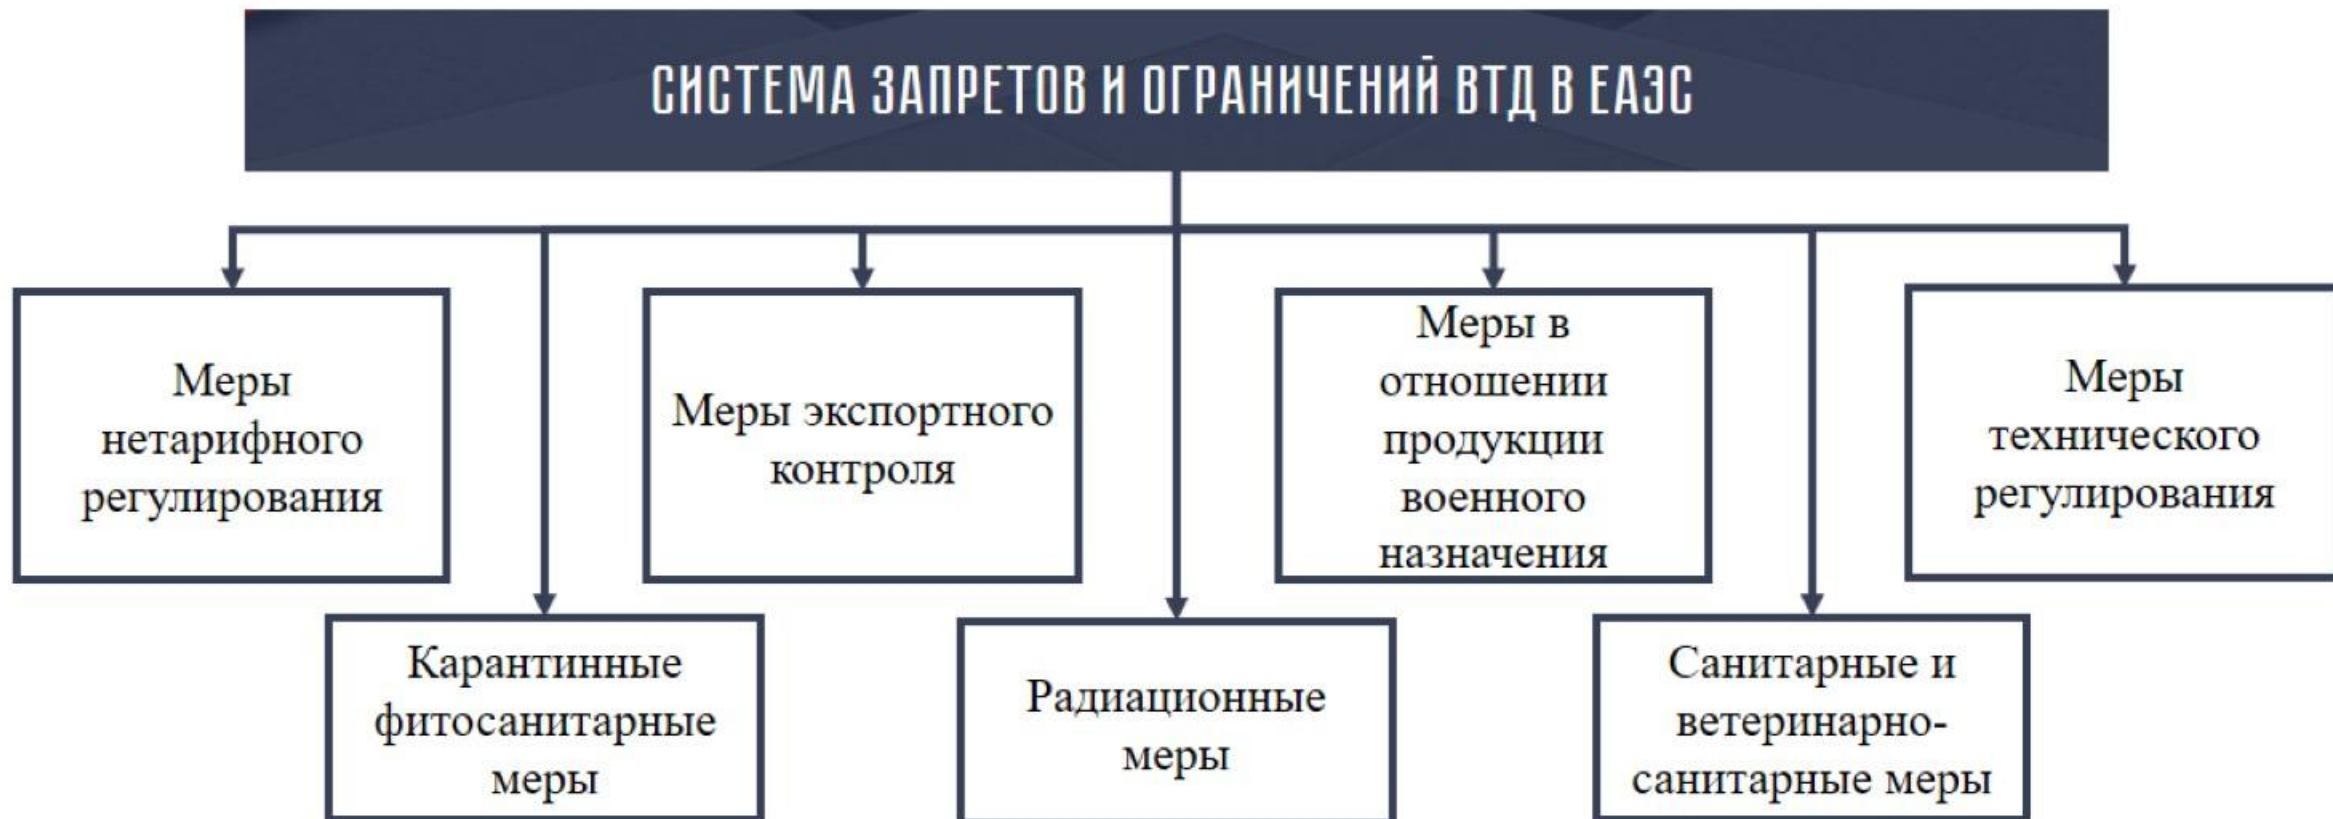 СИСТЕМА ЗАПРЕТОВ И ОГРАНИЧЕНИЙ ВТД В ЕАЭС
Меры
нетарифного
регулирования
Меры экспортного
контроля
Меры в
отношении
продукции
военного
назначения
Меры
технического
регулирования
Карантинные
фитосанитарные
меры
Радиационные
меры
Санитарные и
ветеринарно-
санитарные меры